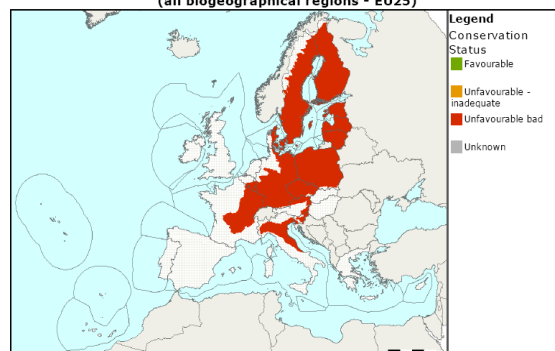 (all biogeographical regions - EU25)
Legend
Conservation
Status
Favourable
Unfavourable -
inadequate
Unfavourable bad
Unknown